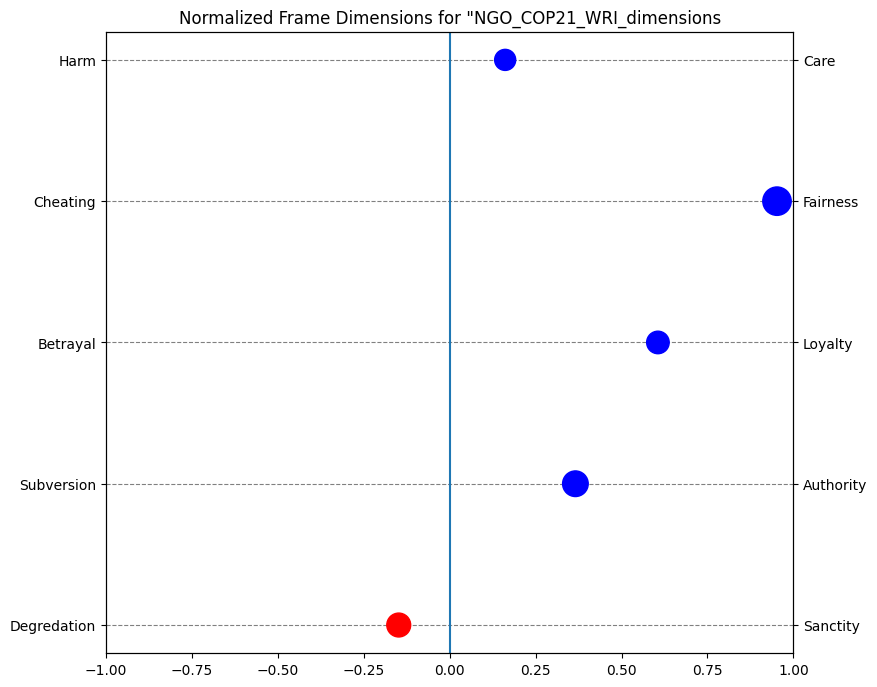 Normalized Frame Dimensions for "NGO_COP21_WRI_dimensions
Harm
Care
Cheating
Fairness
Betrayal
Loyalty
Subversion
Authority
Degredation
Sanctity
−1.00 −0.75 −0.50 −0.25 0.00 0.25 0.50 0.75 1.00